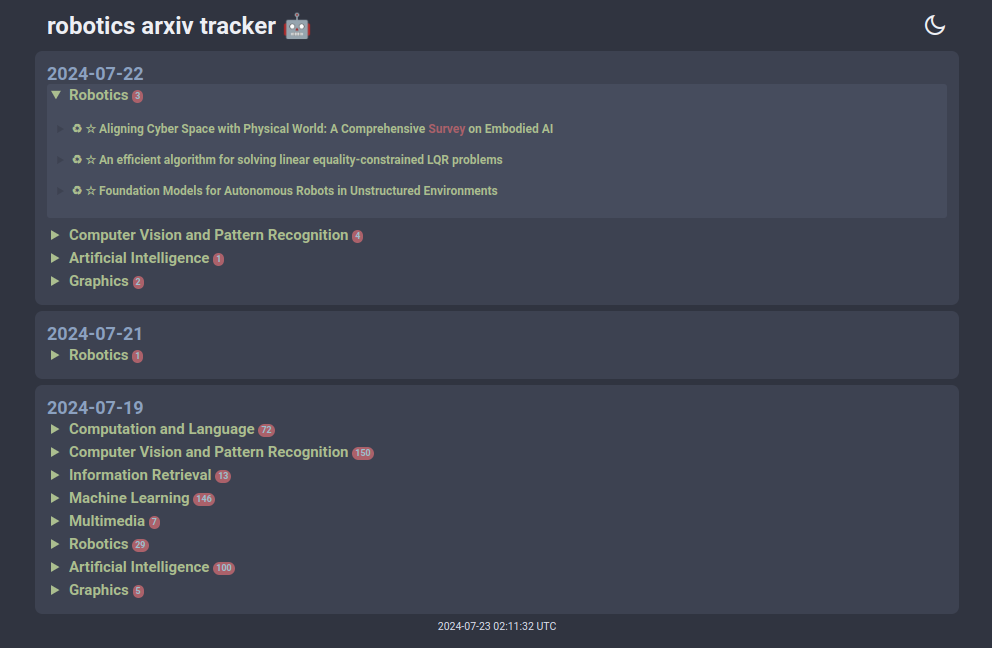 robotics arxiv tracker 🤖
2024-07-22
Robotics 3
♻ ☆ Aligning Cyber Space with Physical World: A Comprehensive Survey on Embodied AI
♻ ☆ An efficient algorithm for solving linear equality-constrained LQR problems
♻ ☆ Foundation Models for Autonomous Robots in Unstructured Environments
Computer Vision and Pattern Recognition 4
Artificial Intelligence 1
Graphics 2
2024-07-21
Robotics 1
2024-07-19
Computation and Language 72
Computer Vision and Pattern Recognition 150
Information Retrieval 13
Machine Learning 146
Multimedia 7
Robotics 29
Artificial Intelligence 100
Graphics 5
2024-07-23 02:11:32 UTC